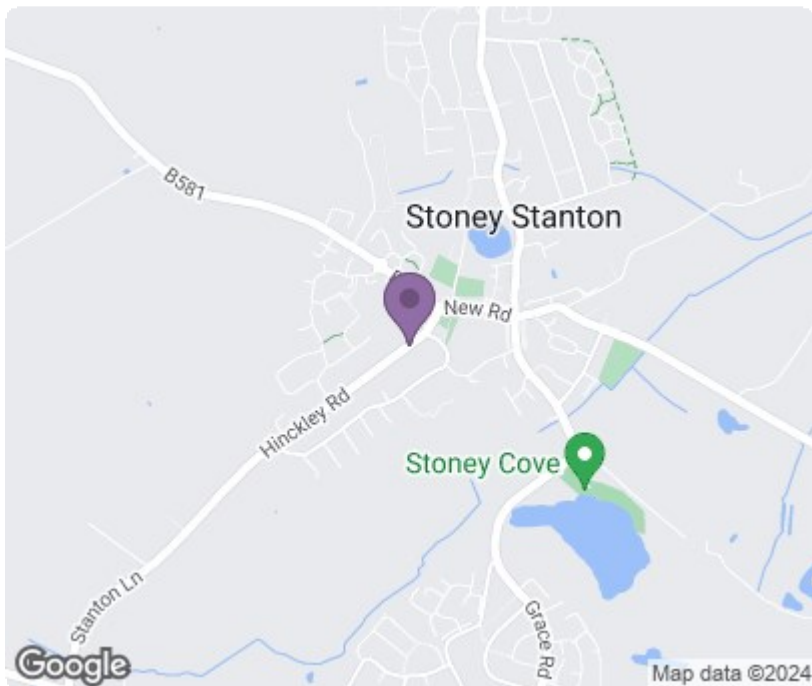 B581
Stoney Stanton
New Rd
Hinckley Rd
Stoney Cove
Stanton Ln
Grace Rd
Google
Map data ©2024